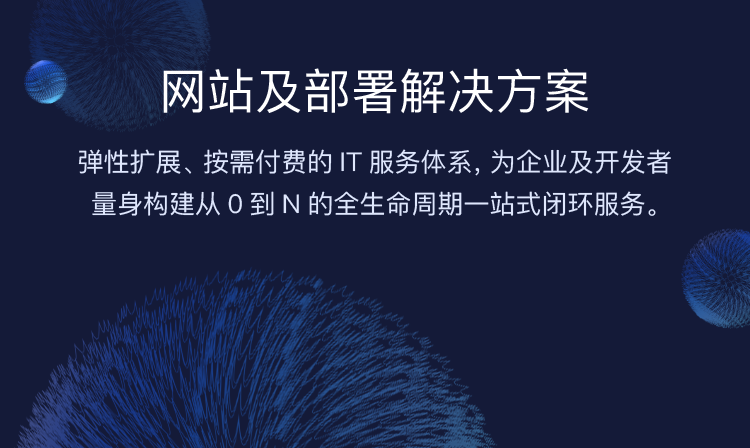 网站及部署解决方案
弹性扩展、按需付费的 IT 服务体系, 为企业及开发者
量身构建从 0 到 N 的全生命周期一站式闭环服务。